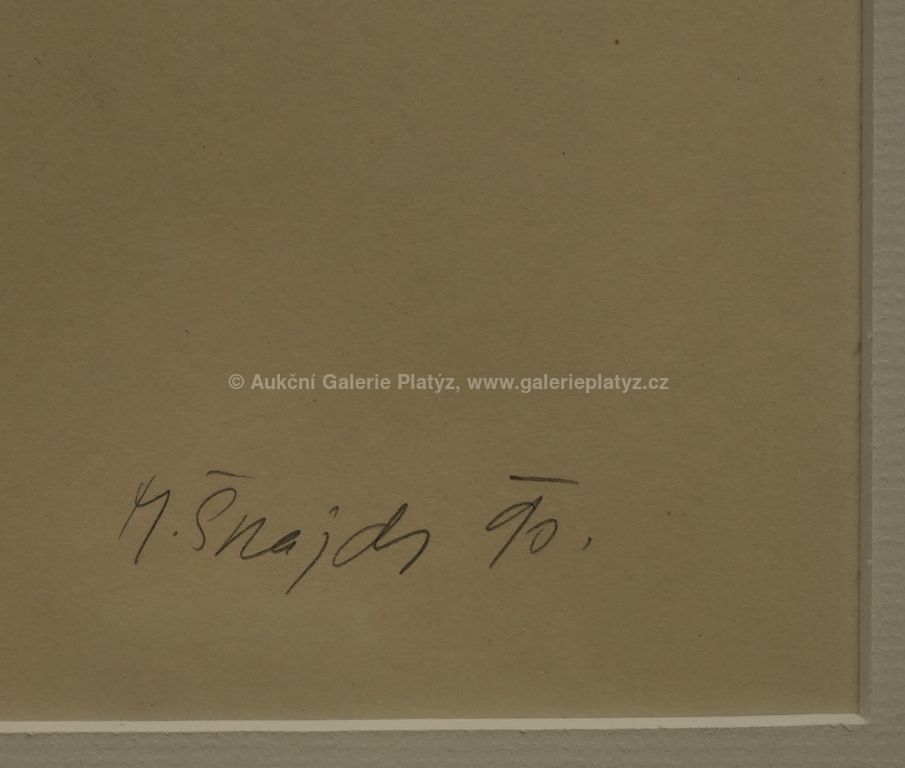 © Aukční Galerie Platýz, www.galerieplatyz.cz
M. Šnajdr 90.